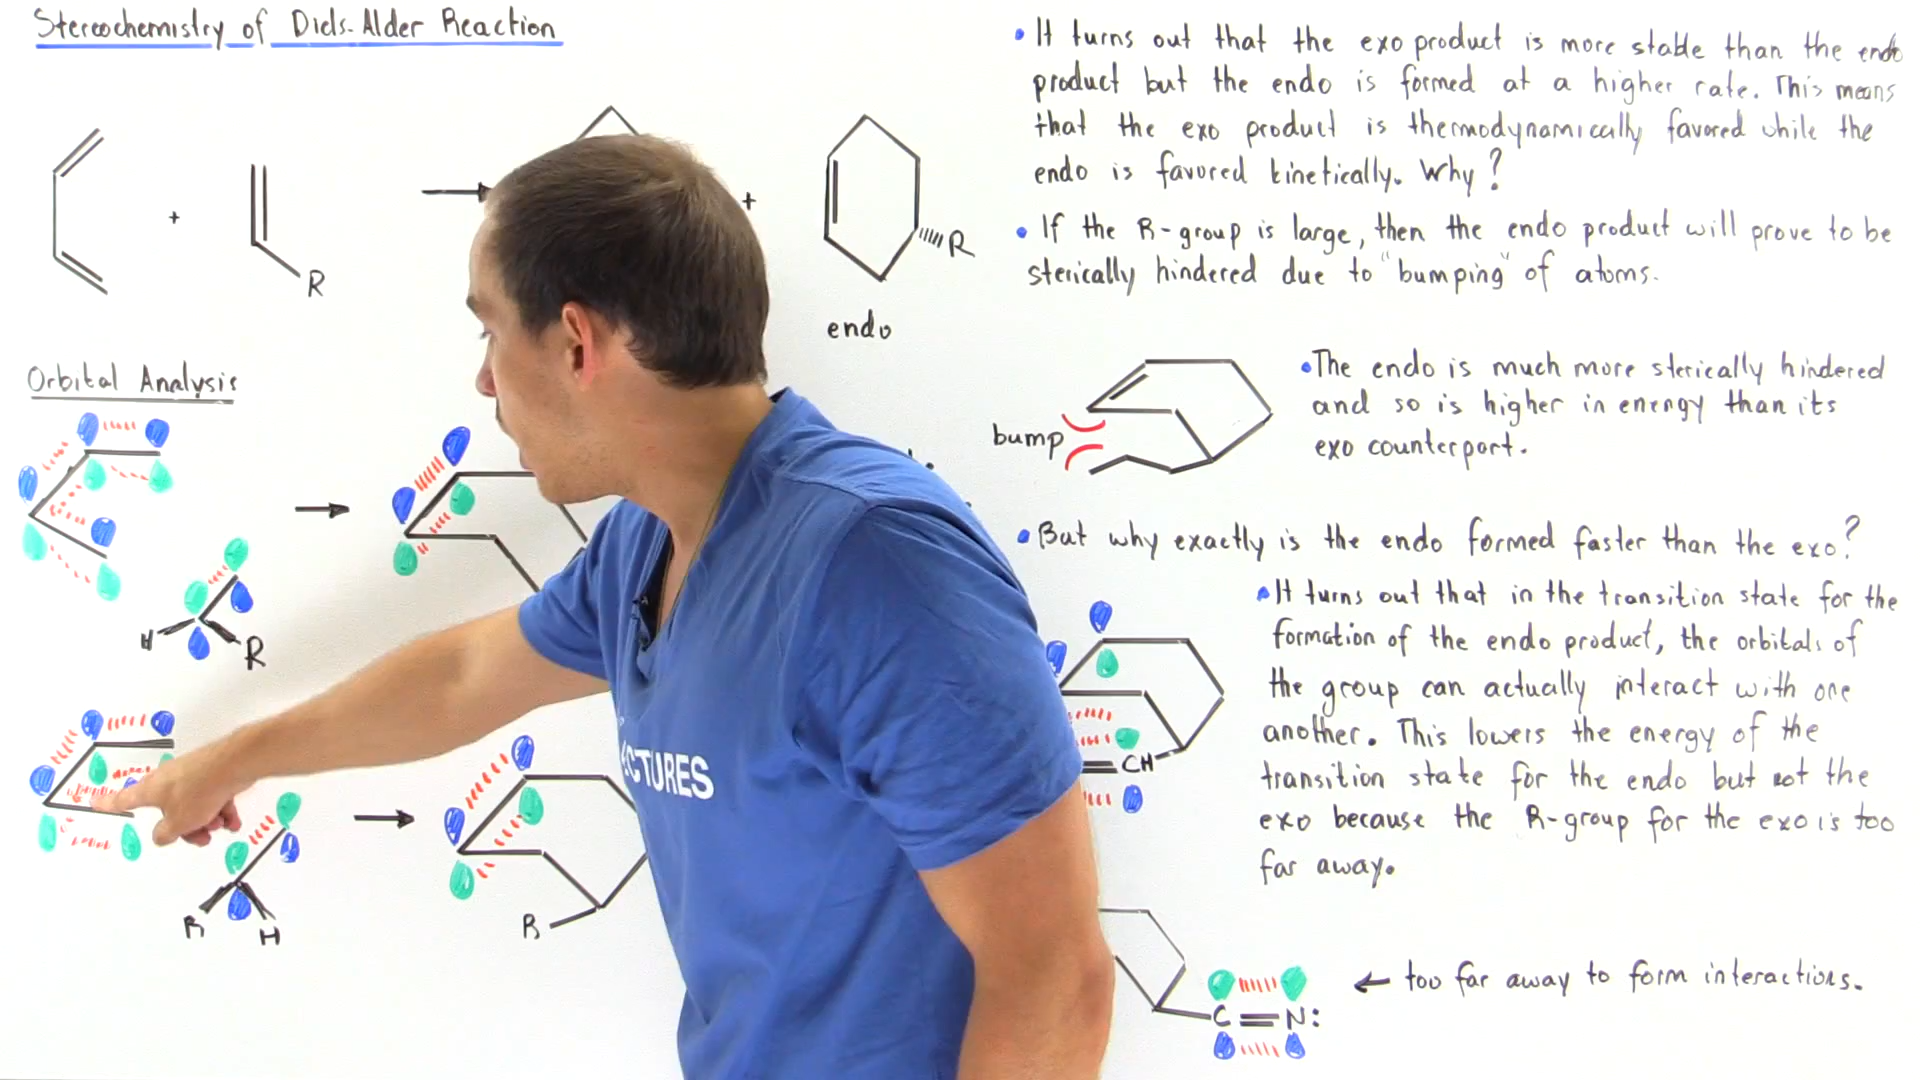 Stereochemistry of Diels-Alder Reaction
+
R
+
R
endo
Orbital Analysis
H
R
R
H
R
ECTURES
• It turns out that the exo product is more stable than the endo
product but the endo is formed at a higher rate. This means
that the exo product is thermodynamically favored while the
endo is favored kinetically. Why?
• If the R-group is large, then the endo product will prove to be
sterically hindered due to "bumping" of atoms.
bump
• The endo is much more sterically hindered
and so is higher in energy than its
exo counterpart.
• But why exactly is the endo formed faster than the exo?
• It turns out that in the transition state for the
formation of the endo product, the orbitals of
the group can actually interact with one
another. This lowers the energy of the
transition state for the endo but not the
exo because the R-group for the exo is too
far away.
CH
C N:
← too far away to form interactions.